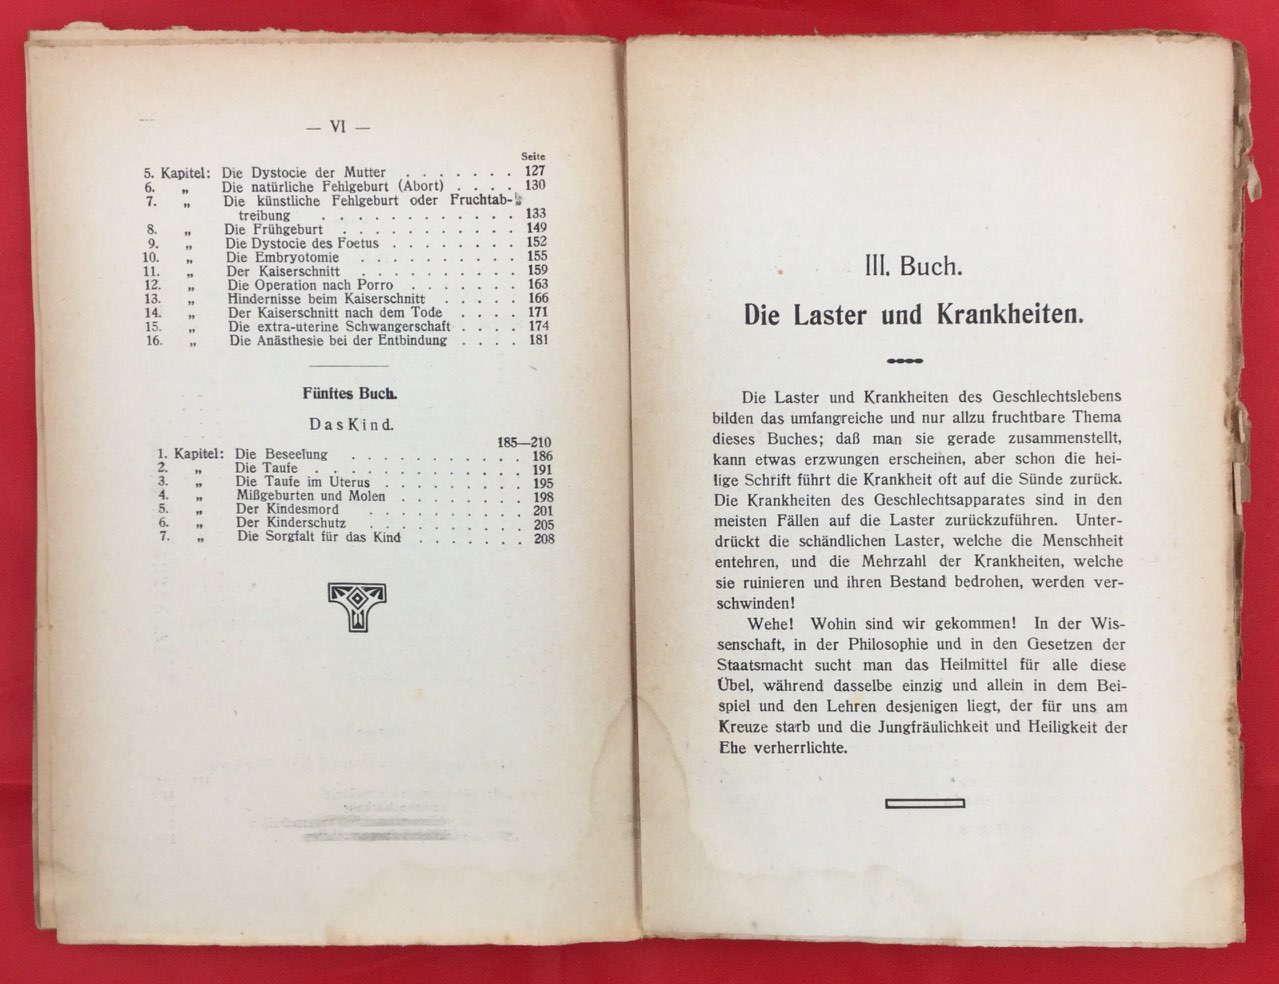 — VI —
Seite
5. Kapitel: Die Dystocie der Mutter . . . . . . . 127
6. „ Die natürliche Fehlgeburt (Abort) . . . . 130
7. „ Die künstliche Fehlgeburt oder Fruchtab-
treibung . . . . . . . . . . . . 133
8. „ Die Frühgeburt . . . . . . . . . . . 149
9. „ Die Dystocie des Foetus . . . . . . . . 152
10. „ Die Embryotomie . . . . . . . . . . 155
11. „ Der Kaiserschnitt . . . . . . . . . . 159
12. „ Die Operation nach Porro . . . . . . . 163
13. „ Hindernisse beim Kaiserschnitt . . . . . 166
14. „ Der Kaiserschnitt nach dem Tode . . . . 171
15. „ Die extra-uterine Schwangerschaft . . . . 174
16. „ Die Anästhesie bei der Entbindung . . . . 181
Fünftes Buch.
Das Kind.
185—210
1. Kapitel: Die Beseelung . . . . . . . . . . . 186
2. „ Die Taufe . . . . . . . . . . . . 191
3. „ Die Taufe im Uterus . . . . . . . . . 195
4. „ Mißgeburten und Molen . . . . . . . . 198
5. „ Der Kindesmord . . . . . . . . . . 201
6. „ Der Kinderschutz . . . . . . . . . . 205
7. „ Die Sorgfalt für das Kind . . . . . . . 208
III. Buch.
Die Laster und Krankheiten.
Die Laster und Krankheiten des Geschlechtslebens
bilden das umfangreiche und nur allzu fruchtbare Thema
dieses Buches; daß man sie gerade zusammenstellt,
kann etwas erzwungen erscheinen, aber schon die hei-
lige Schrift führt die Krankheit oft auf die Sünde zurück.
Die Krankheiten des Geschlechtsapparates sind in den
meisten Fällen auf die Laster zurückzuführen. Unter-
drückt die schändlichen Laster, welche die Menschheit
entehren, und die Mehrzahl der Krankheiten, welche
sie ruinieren und ihren Bestand bedrohen, werden ver-
schwinden!
Wehe! Wohin sind wir gekommen! In der Wis-
senschaft, in der Philosophie und in den Gesetzen der
Staatsmacht sucht man das Heilmittel für alle diese
Übel, während dasselbe einzig und allein in dem Bei-
spiel und den Lehren desjenigen liegt, der für uns am
Kreuze starb und die Jungfräulichkeit und Heiligkeit der
Ehe verherrlichte.